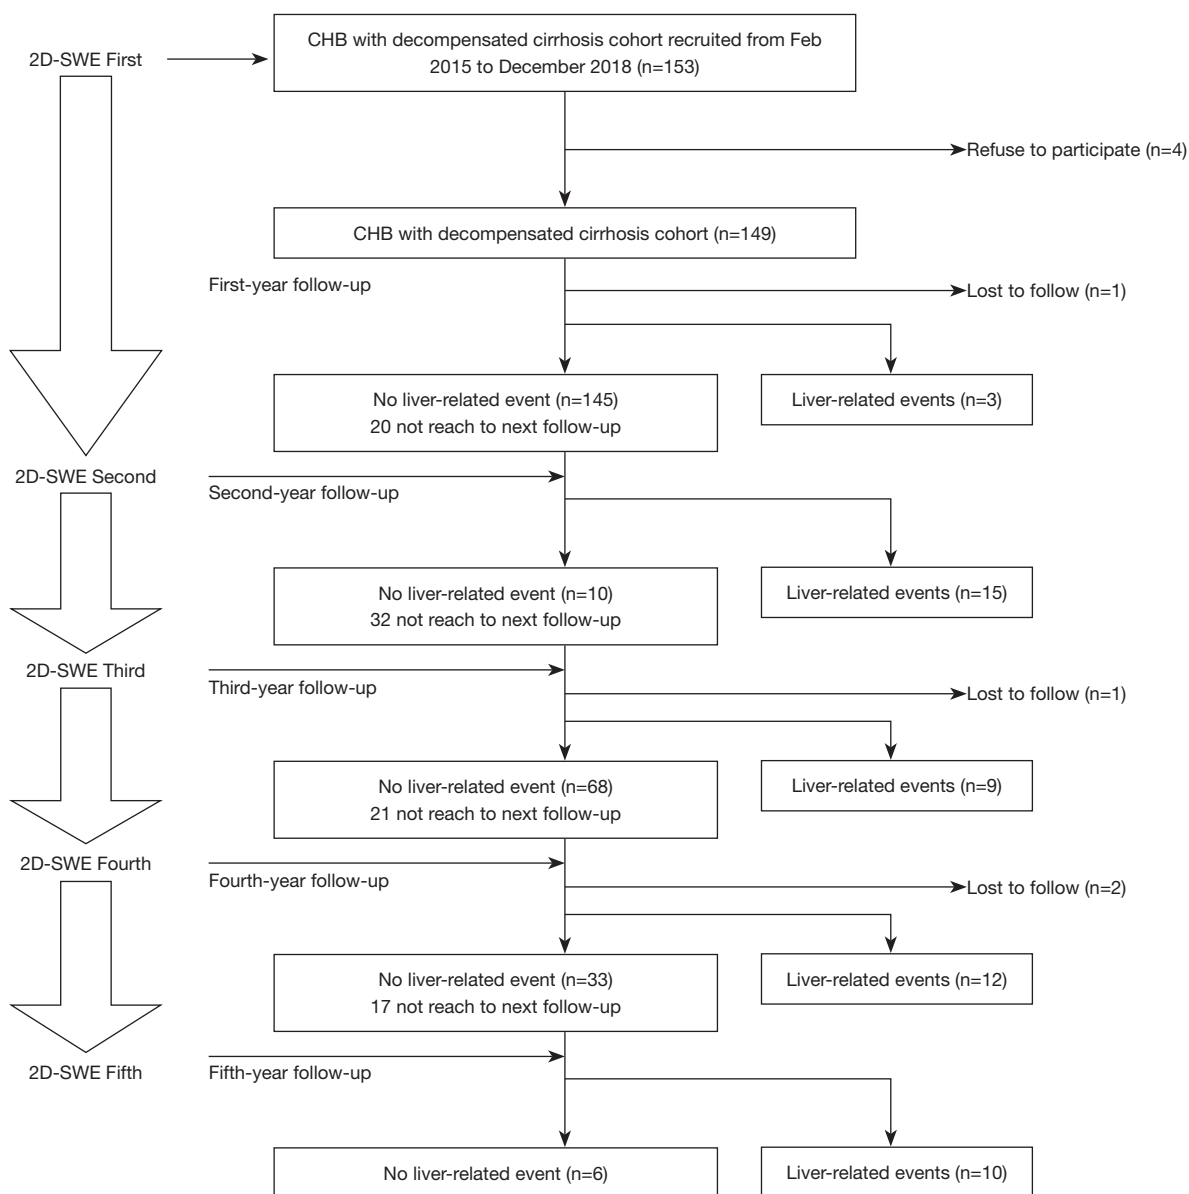 2D-SWE First
CHB with decompensated cirrhosis cohort recruited from Feb
2015 to December 2018 (n=153)
Refuse to participate (n=4)
CHB with decompensated cirrhosis cohort (n=149)
First-year follow-up
Lost to follow (n=1)
No liver-related event (n=145)
20 not reach to next follow-up
Liver-related events (n=3)
2D-SWE Second
Second-year follow-up
No liver-related event (n=10)
32 not reach to next follow-up
Liver-related events (n=15)
2D-SWE Third
Third-year follow-up
Lost to follow (n=1)
No liver-related event (n=68)
21 not reach to next follow-up
Liver-related events (n=9)
2D-SWE Fourth
Fourth-year follow-up
Lost to follow (n=2)
No liver-related event (n=33)
17 not reach to next follow-up
Liver-related events (n=12)
2D-SWE Fifth
Fifth-year follow-up
No liver-related event (n=6)
Liver-related events (n=10)